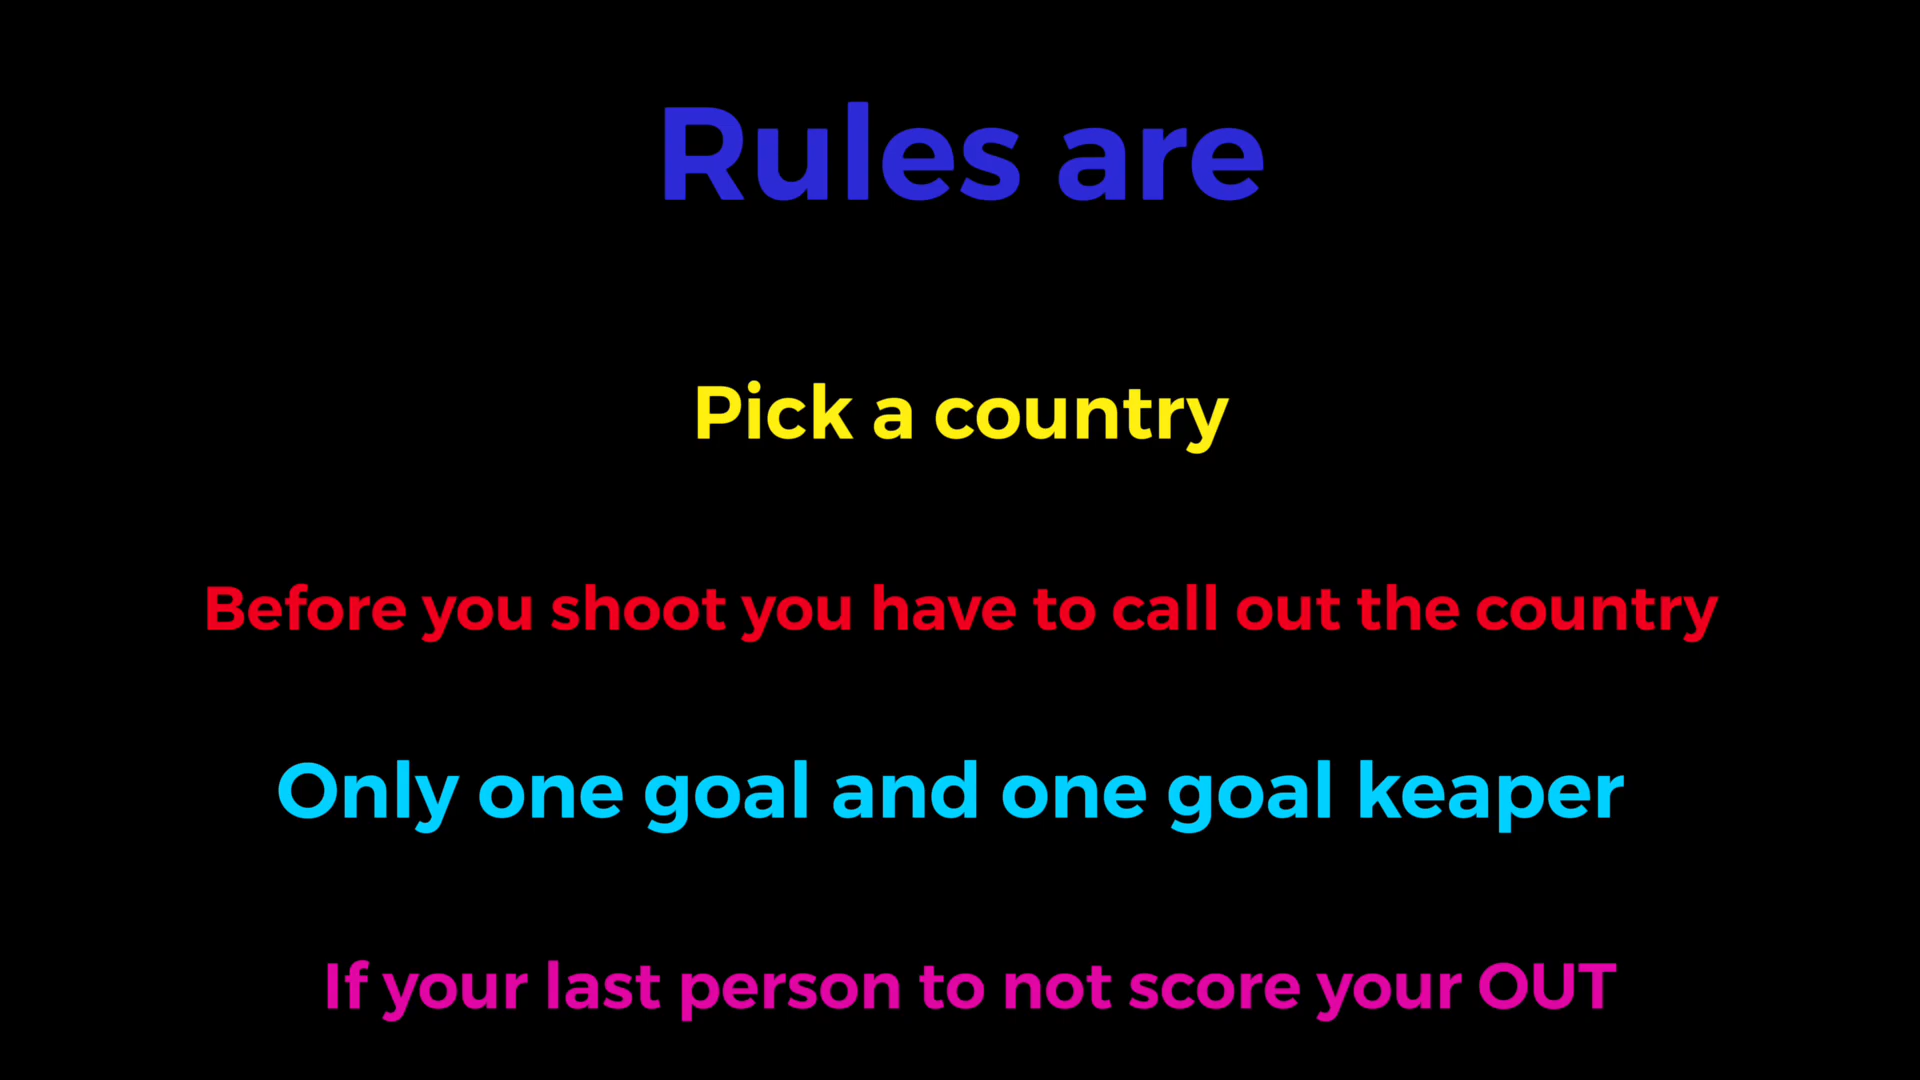 Rules are
Pick a country
Before you shoot you have to call out the country
Only one goal and one goal keaper
If your last person to not score your OUT